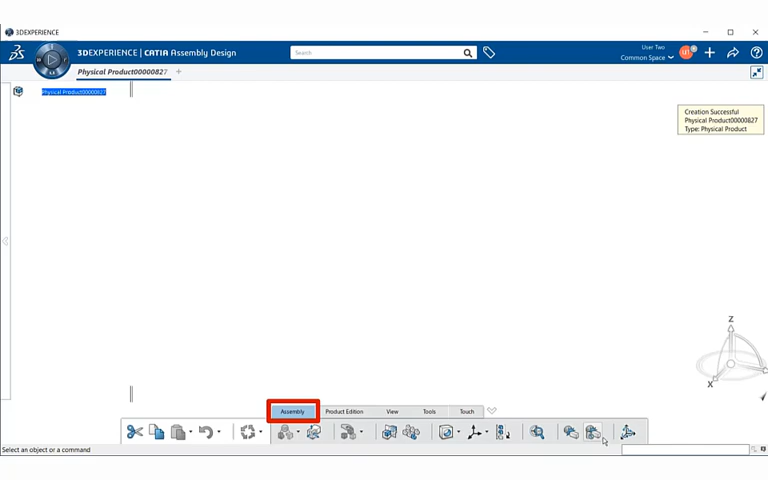 3DEXPERIENCE
3DEXPERIENCE | CATIA Assembly Design
Search
User Two
Common Space
Physical Product00000827
Physical Product00000827
Creation Successful
Physical Product00000827
Type: Physical Product
Z
X
Assembly
Product Edition
View
Tools
Touch
Select an object or a command